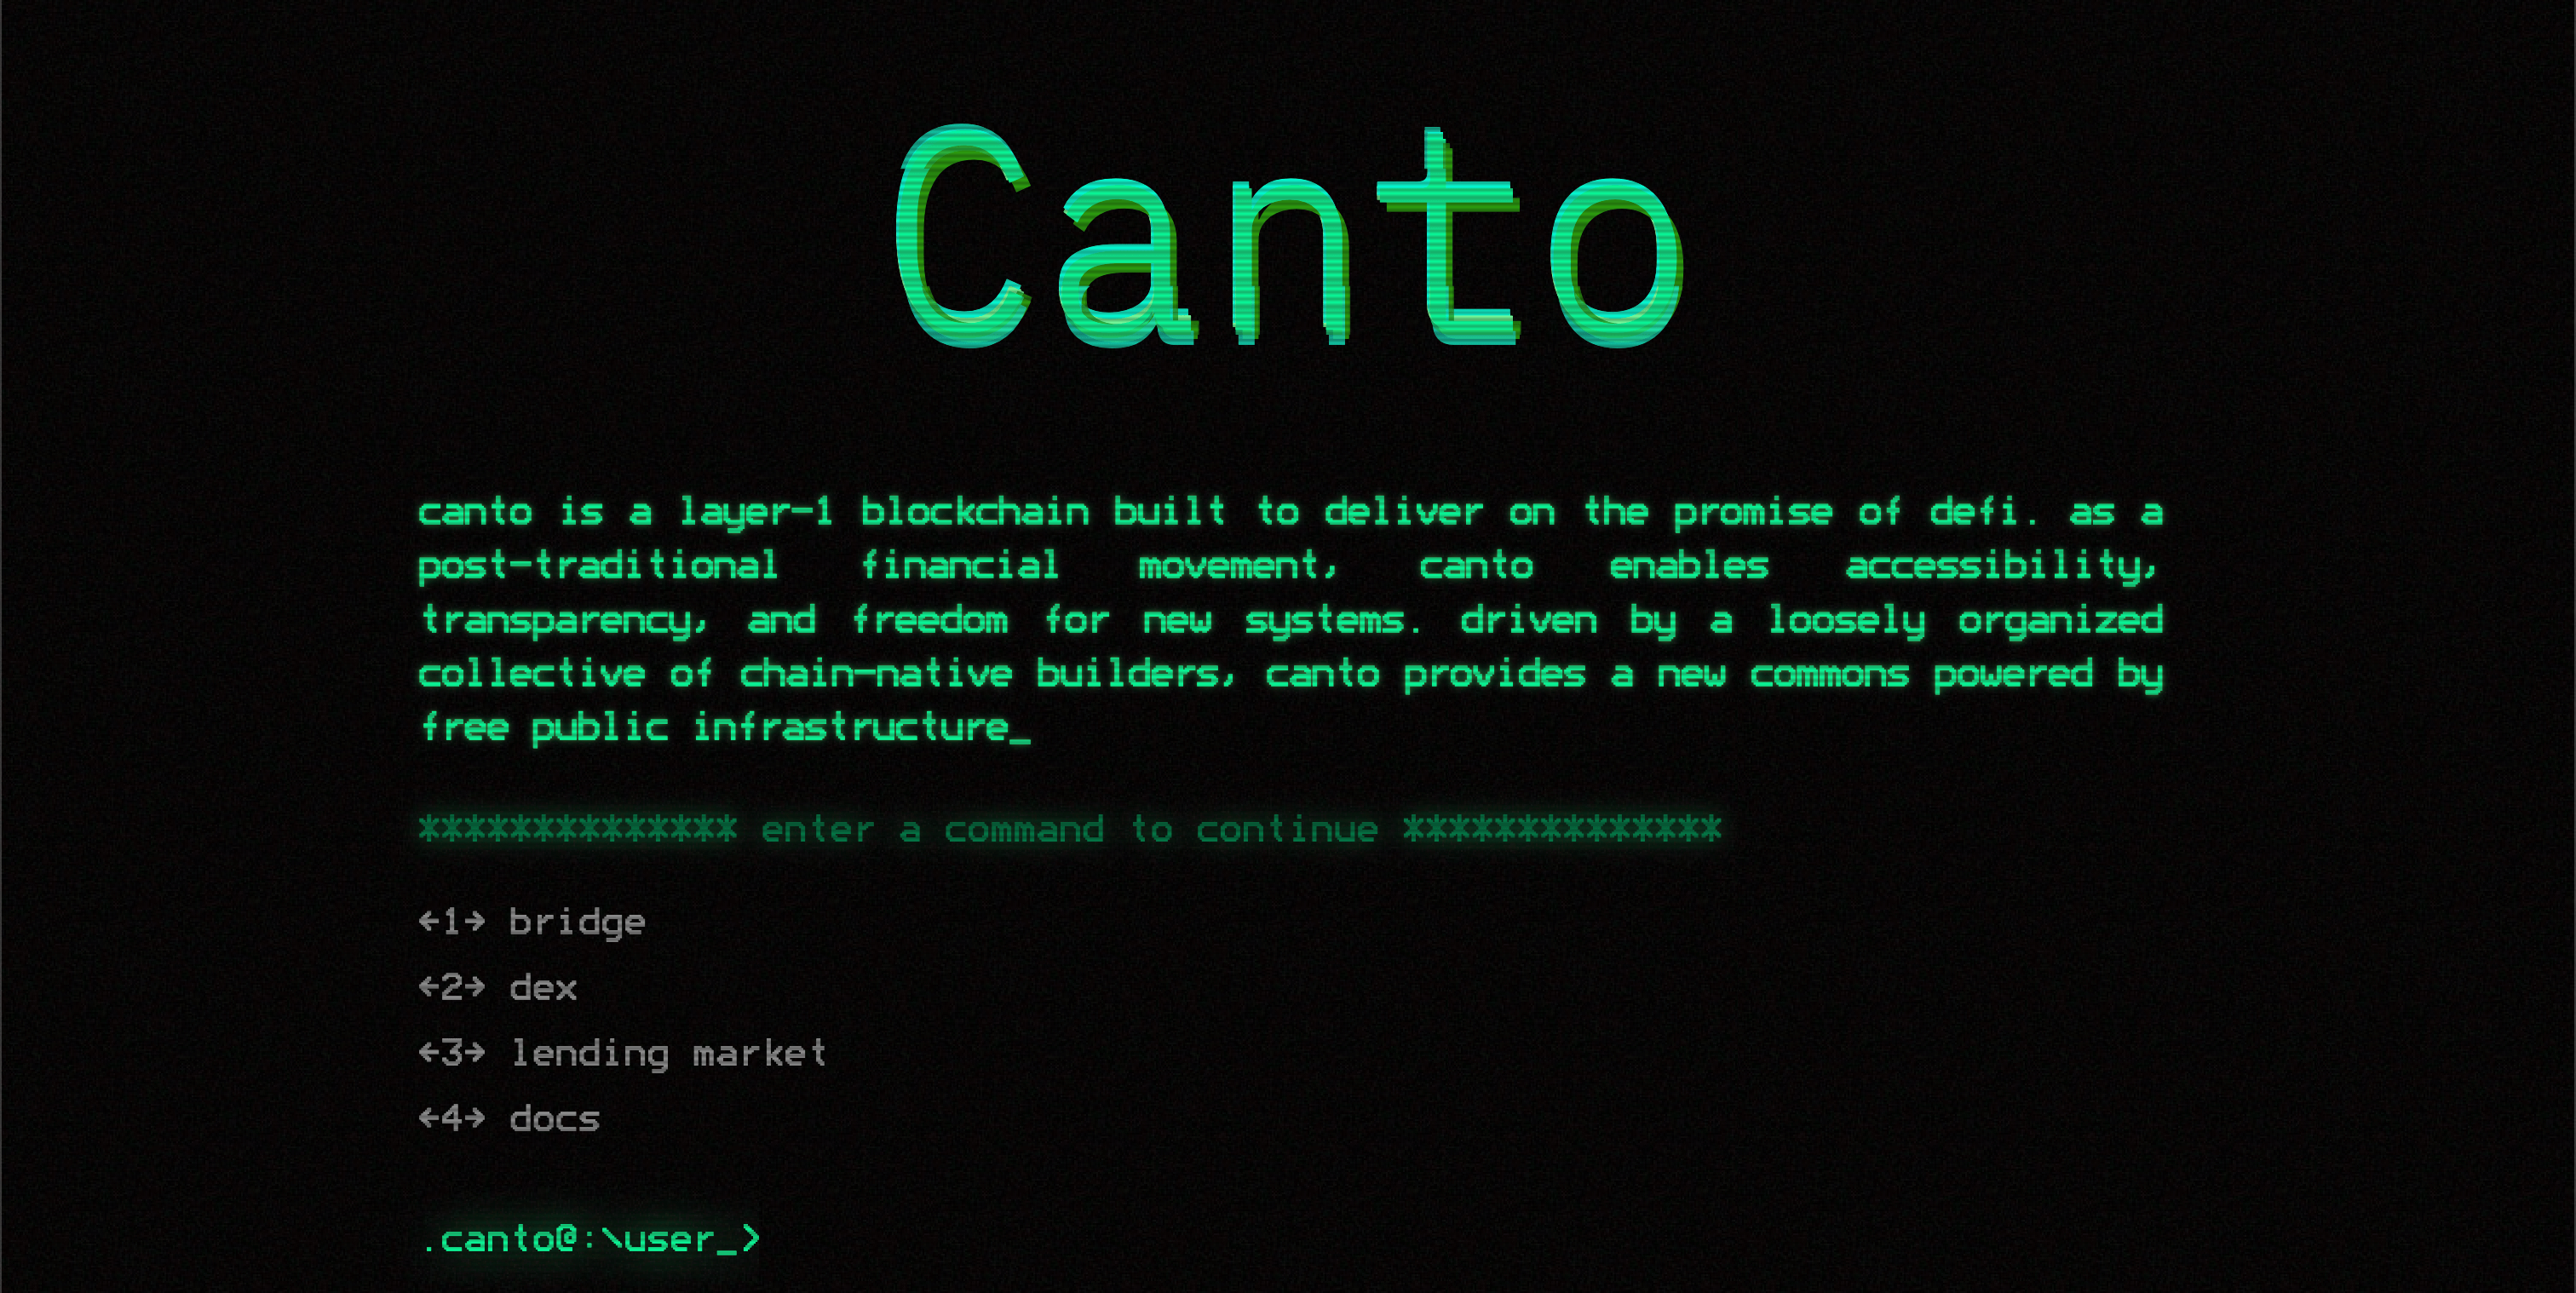 Canto
canto is a layer-1 blockchain built to deliver on the promise of defi. as a
post-traditional financial movement, canto enables accessibility,
transparency, and freedom for new systems. driven by a loosely organized
collective of chain-native builders, canto provides a new commons powered by
free public infrastructure_
************** enter a command to continue **************
<1> bridge
<2> dex
<3> lending market
<4> docs
.canto@:\user_>